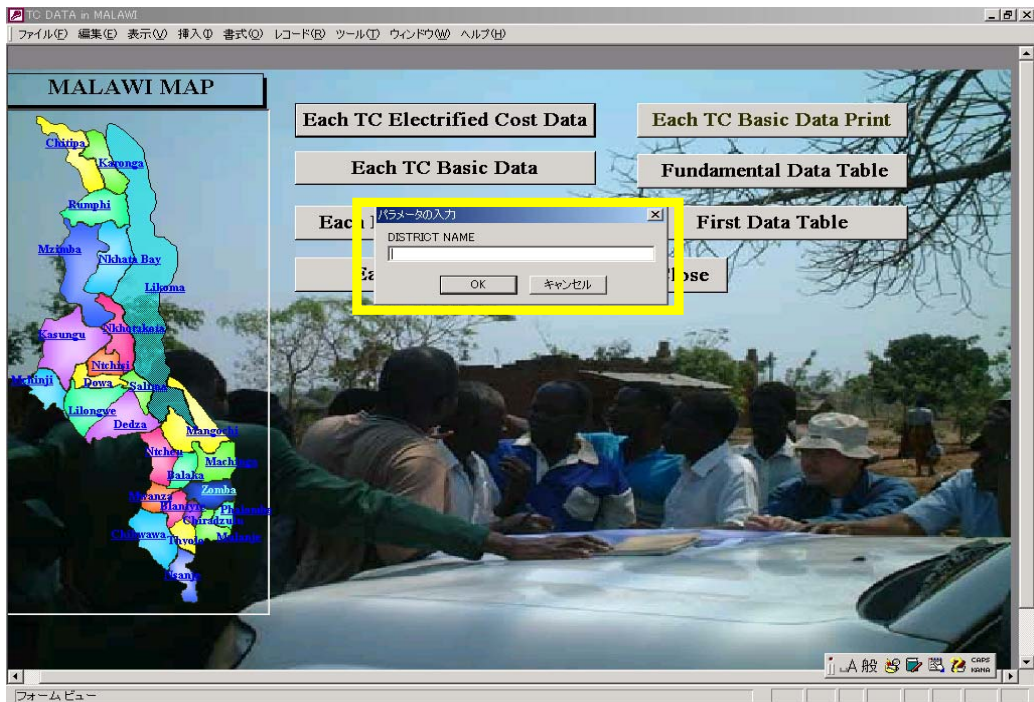 TC DATA in MALAWI
ファイル(F) 編集(E) 表示(V) 挿入(I) 書式(O) レコード(R) ツール(T) ウィンドウ(W) ヘルプ(H)
MALAWI MAP
Chitipa
Karonga
Rumphi
Mzimba
Nkhata Bay
Likoma
Kasungu
Nkhotakota
Ntchisi
Mchinji
Dowa
Salima
Lilongwe
Dedza
Mangochi
Ntcheu
Machinga
Balaka
Zomba
Mwanza
Blantyre
Phalombe
Chiradzulu
Chikwawa
Thyolo
Mulanje
Nsanje
Each TC Electrified Cost Data
Each TC Basic Data Print
Each TC Basic Data
Fundamental Data Table
Each
First Data Table
パラメータの入力
DISTRICT NAME
OK
キャンセル
A 般
CAPS
KANA
フォーム ビュー